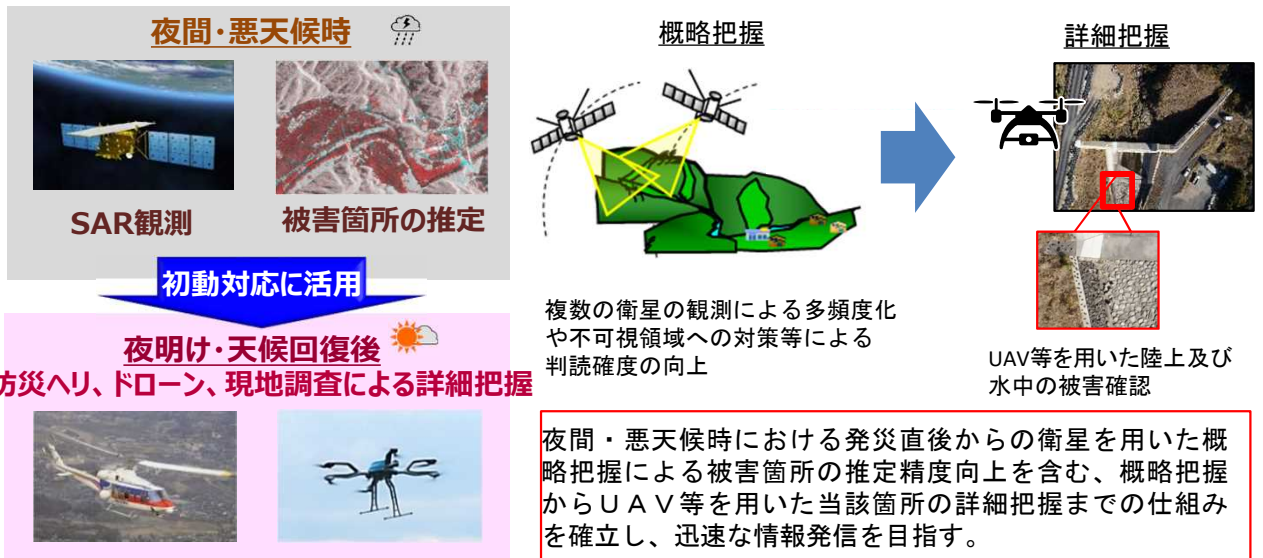 夜間・悪天候時
SAR観測
被害箇所の推定
初動対応に活用
夜明け・天候回復後
防災ヘリ、ドローン、現地調査による詳細把握
概略把握
複数の衛星の観測による多頻度化
や不可視領域への対策等による
判読確度の向上
詳細把握
UAV等を用いた陸上及び
水中の被害確認
夜間・悪天候時における発災直後からの衛星を用いた概
略把握による被害箇所の推定精度向上を含む、概略把握
からUAV等を用いた当該箇所の詳細把握までの仕組み
を確立し、迅速な情報発信を目指す。